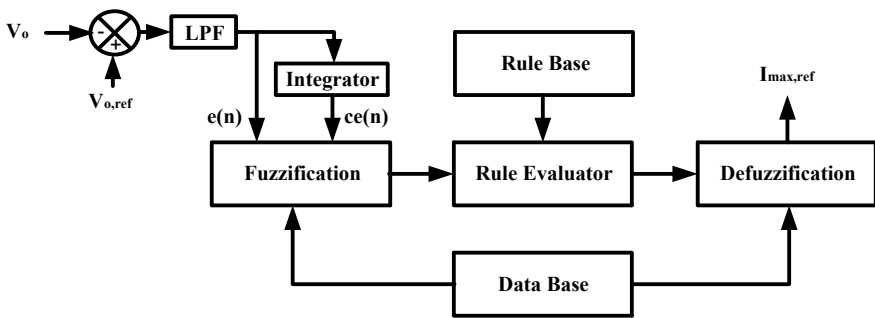 Vo
-
+
LPF
Vo,ref
Integrator
e(n)
ce(n)
Rule Base
Imax,ref
Fuzzification
Rule Evaluator
Defuzzification
Data Base